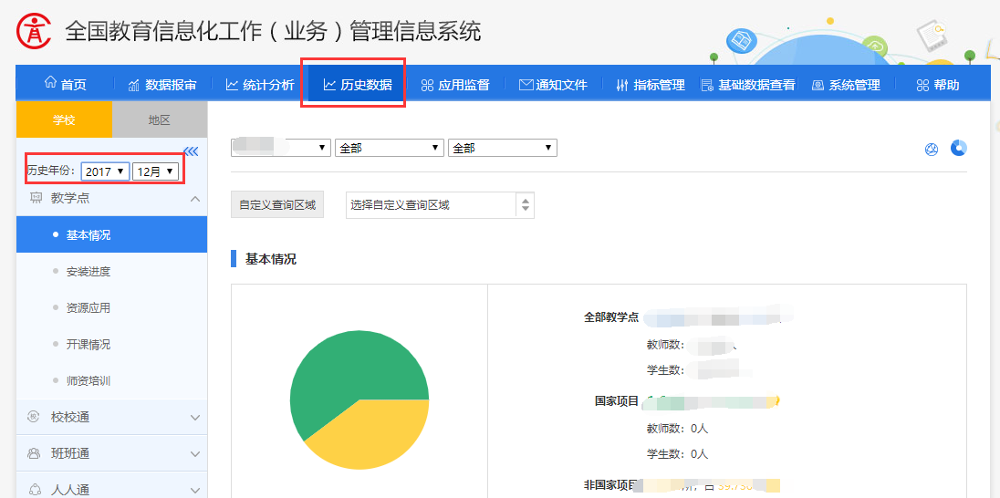 全国教育信息化工作（业务）管理信息系统
首页 数据报审 统计分析 历史数据 应用监督 通知文件 指标管理 基础数据查看 系统管理 帮助
学校 地区
全部 全部
历史年份: 2017 12月
教学点
自定义查询区域 选择自定义查询区域
基本情况
基本情况
安装进度
资源应用
全部教学点
开课情况
教师数:
学生数:
师资培训
国家项目
校校通
教师数: 0人
班班通
学生数: 0人
人人通
非国家项目